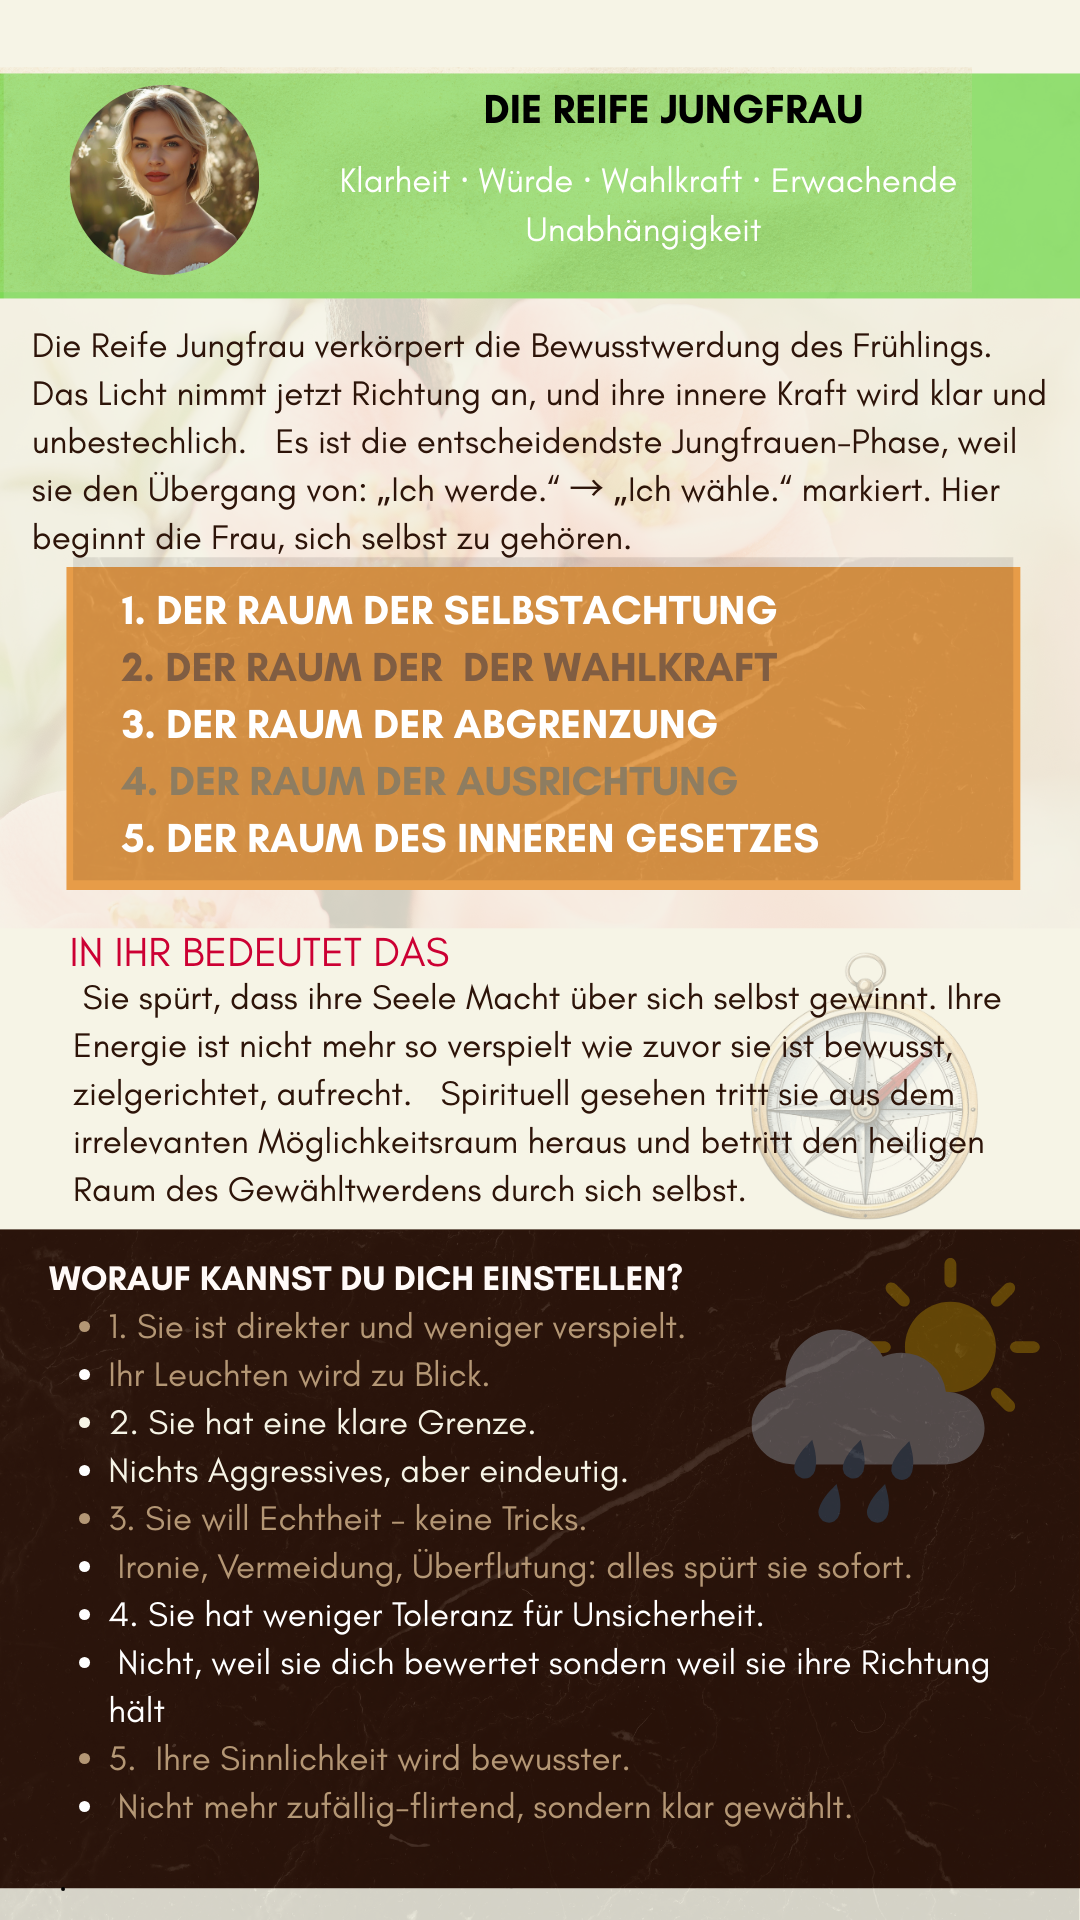 DIE REIFE JUNGFRAU
Klarheit · Würde · Wahlkraft · Erwachende
Unabhängigkeit
Die Reife Jungfrau verkörpert die Bewusstwerdung des Frühlings.
Das Licht nimmt jetzt Richtung an, und ihre innere Kraft wird klar und
unbestechlich. Es ist die entscheidendste Jungfrauen-Phase, weil
sie den Übergang von: „Ich werde.“ → „Ich wähle.“ markiert. Hier
beginnt die Frau, sich selbst zu gehören.
1. DER RAUM DER SELBSTACHTUNG
2. DER RAUM DER DER WAHLKRAFT
3. DER RAUM DER ABGRENZUNG
4. DER RAUM DER AUSRICHTUNG
5. DER RAUM DES INNEREN GESETZES
IN IHR BEDEUTET DAS
Sie spürt, dass ihre Seele Macht über sich selbst gewinnt. Ihre
Energie ist nicht mehr so verspielt wie zuvor sie ist bewusst,
zielgerichtet, aufrecht. Spirituell gesehen tritt sie aus dem
irrelevanten Möglichkeitsraum heraus und betritt den heiligen
Raum des Gewähltwerdens durch sich selbst.
WORAUF KANNST DU DICH EINSTELLEN?
• 1. Sie ist direkter und weniger verspielt.
• Ihr Leuchten wird zu Blick.
• 2. Sie hat eine klare Grenze.
• Nichts Aggressives, aber eindeutig.
• 3. Sie will Echtheit – keine Tricks.
• Ironie, Vermeidung, Überflutung: alles spürt sie sofort.
• 4. Sie hat weniger Toleranz für Unsicherheit.
• Nicht, weil sie dich bewertet sondern weil sie ihre Richtung
hält
• 5. Ihre Sinnlichkeit wird bewusster.
• Nicht mehr zufällig-flirtend, sondern klar gewählt.